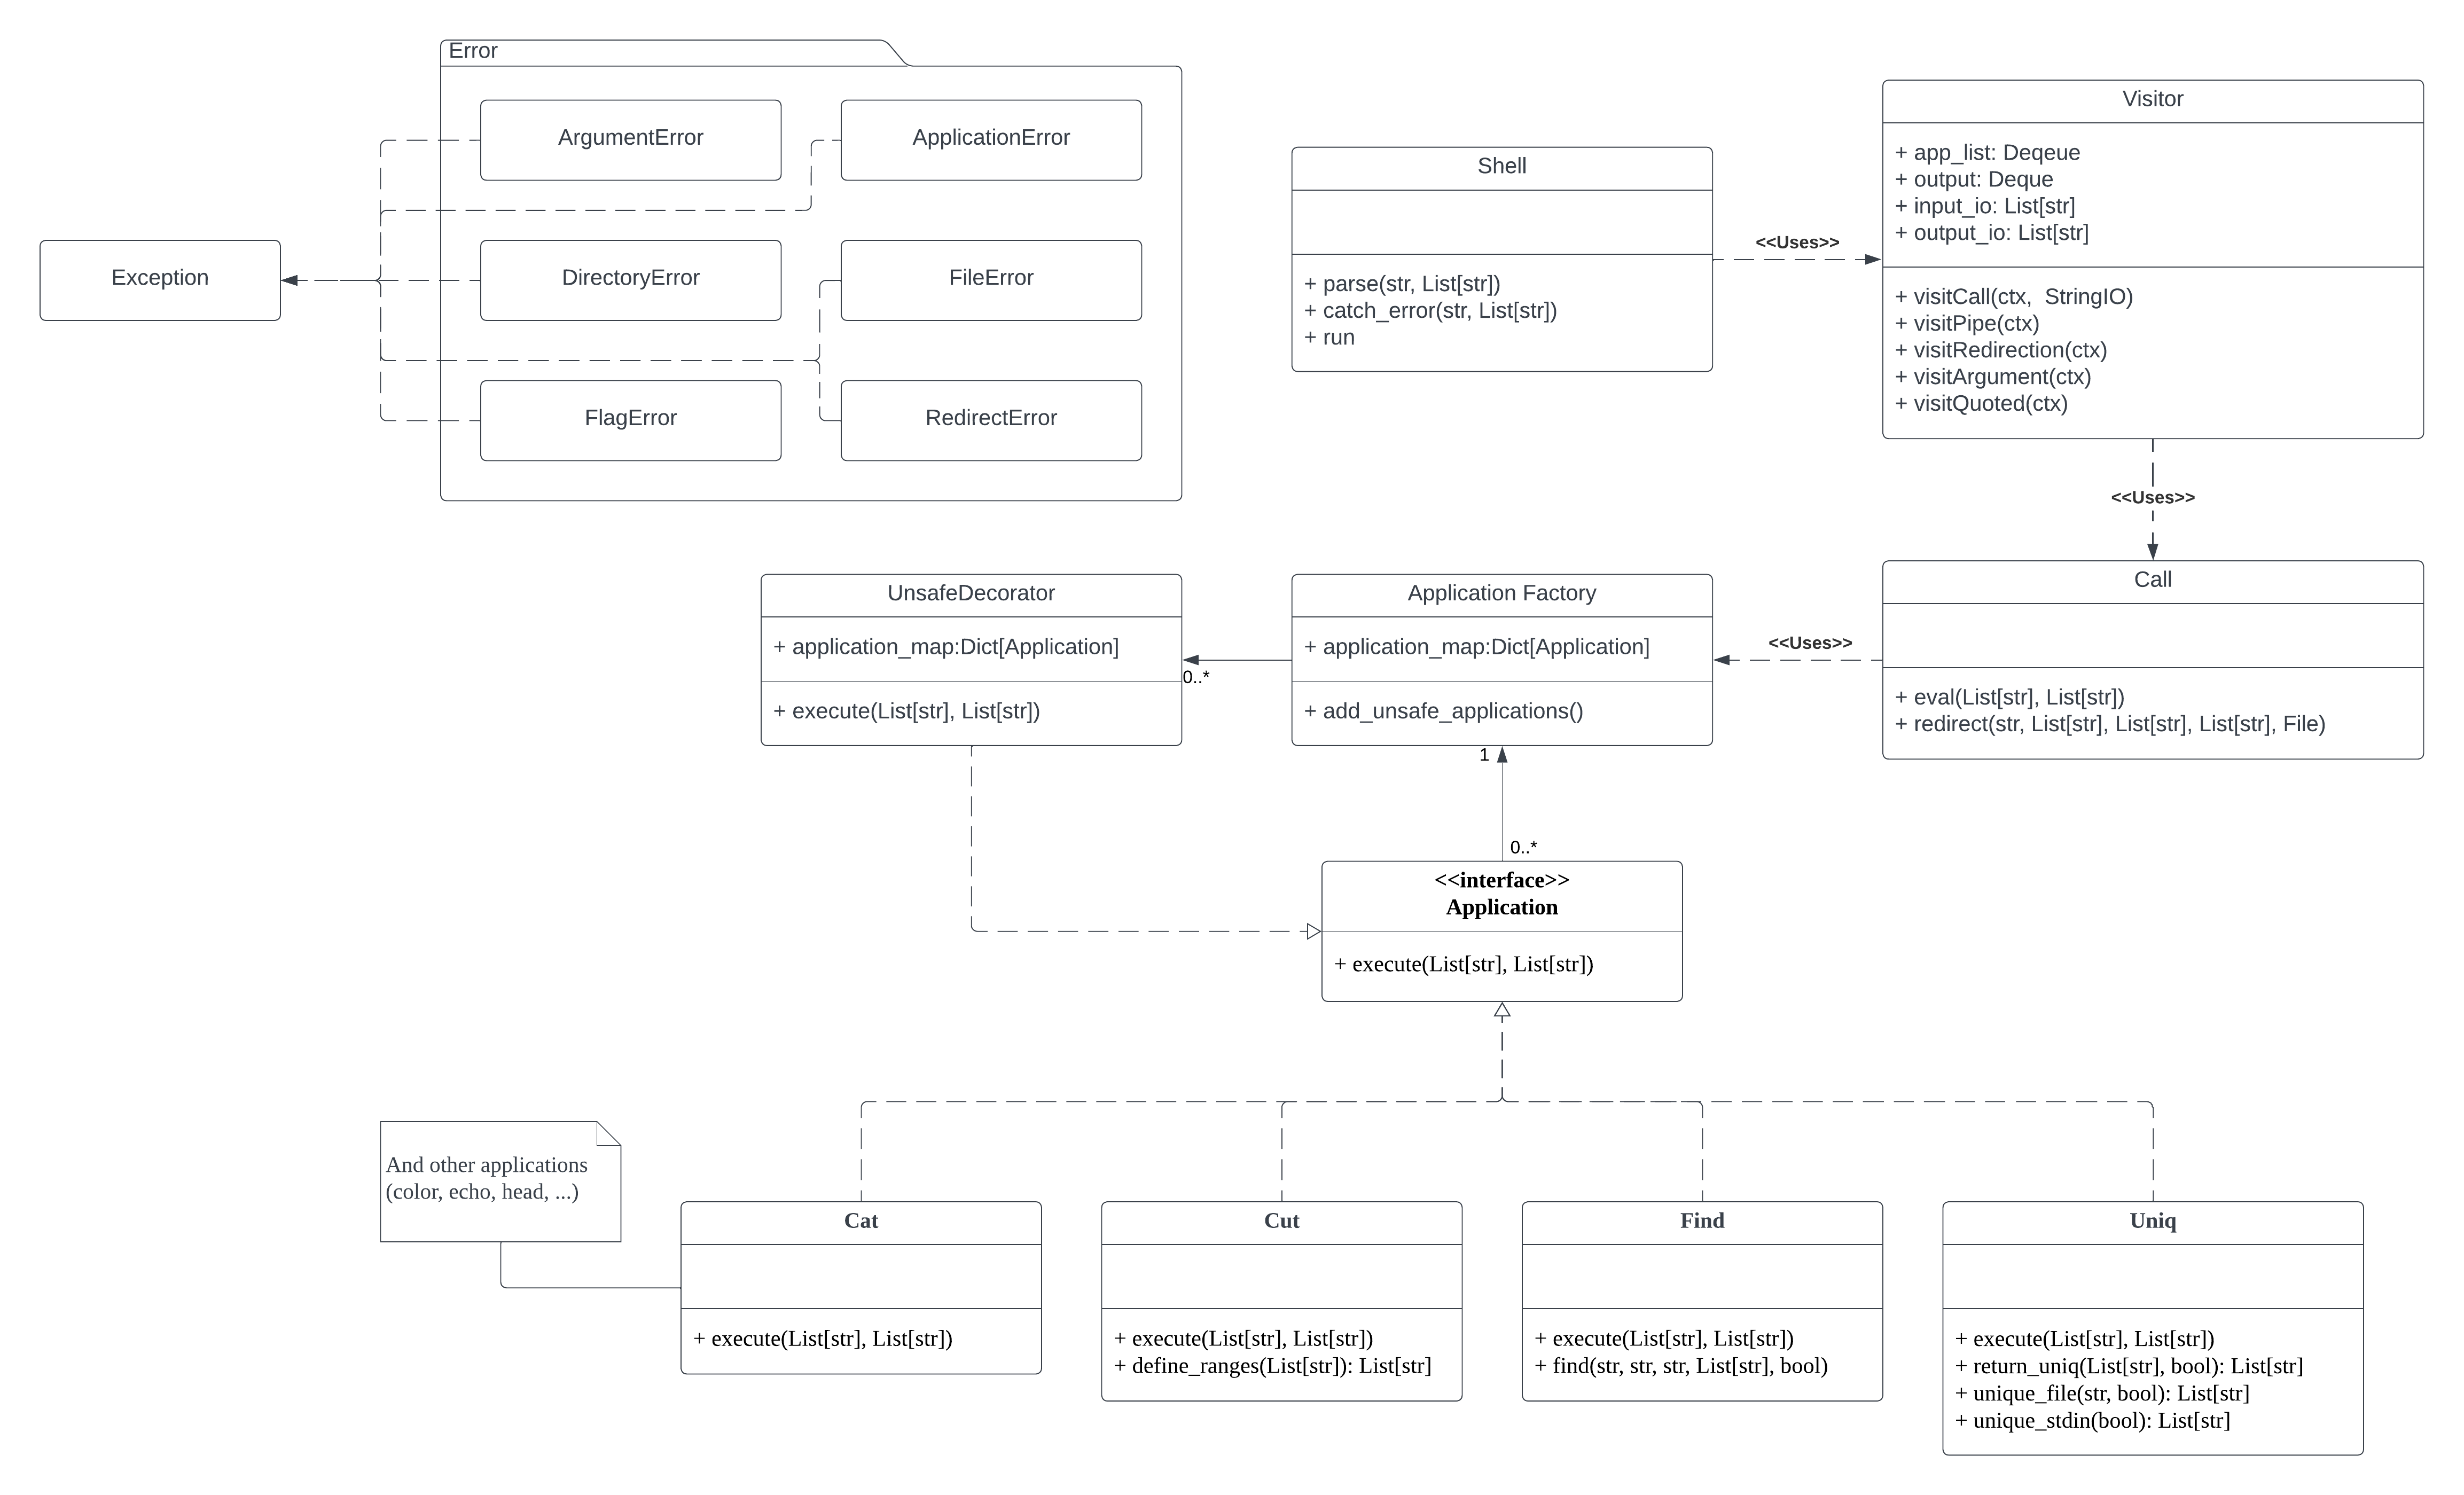 Error
ArgumentError
ApplicationError
Exception
DirectoryError
FileError
FlagError
RedirectError
Shell
+ parse(str, List[str])
+ catch_error(str, List[str])
+ run
<<Uses>>
Visitor
+ app_list: Deqeue
+ output: Deque
+ input_io: List[str]
+ output_io: List[str]
+ visitCall(ctx,  StringIO)
+ visitPipe(ctx)
+ visitRedirection(ctx)
+ visitArgument(ctx)
+ visitQuoted(ctx)
<<Uses>>
UnsafeDecorator
+ application_map:Dict[Application]
+ execute(List[str], List[str])
0..*
Application Factory
+ application_map:Dict[Application]
+ add_unsafe_applications()
<<Uses>>
Call
+ eval(List[str], List[str])
+ redirect(str, List[str], List[str], List[str], File)
1
0..*
<<interface>>
Application
+ execute(List[str], List[str])
And other applications
(color, echo, head, ...)
Cat
+ execute(List[str], List[str])
Cut
+ execute(List[str], List[str])
+ define_ranges(List[str]): List[str]
Find
+ execute(List[str], List[str])
+ find(str, str, str, List[str], bool)
Uniq
+ execute(List[str], List[str])
+ return_uniq(List[str], bool): List[str]
+ unique_file(str, bool): List[str]
+ unique_stdin(bool): List[str]